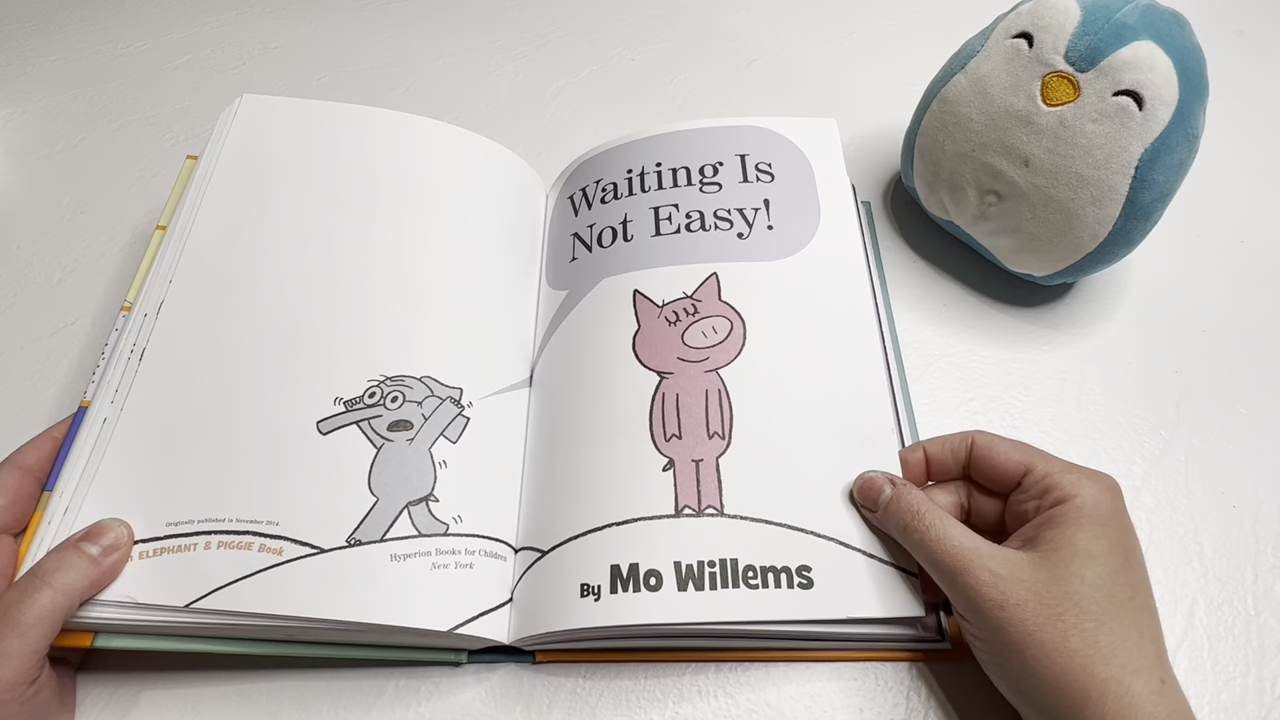 Originally published in November 2014.
ELEPHANT & PIGGIE Book
Hyperion Books for Children
New York
Waiting Is
Not Easy!
By Mo Willems